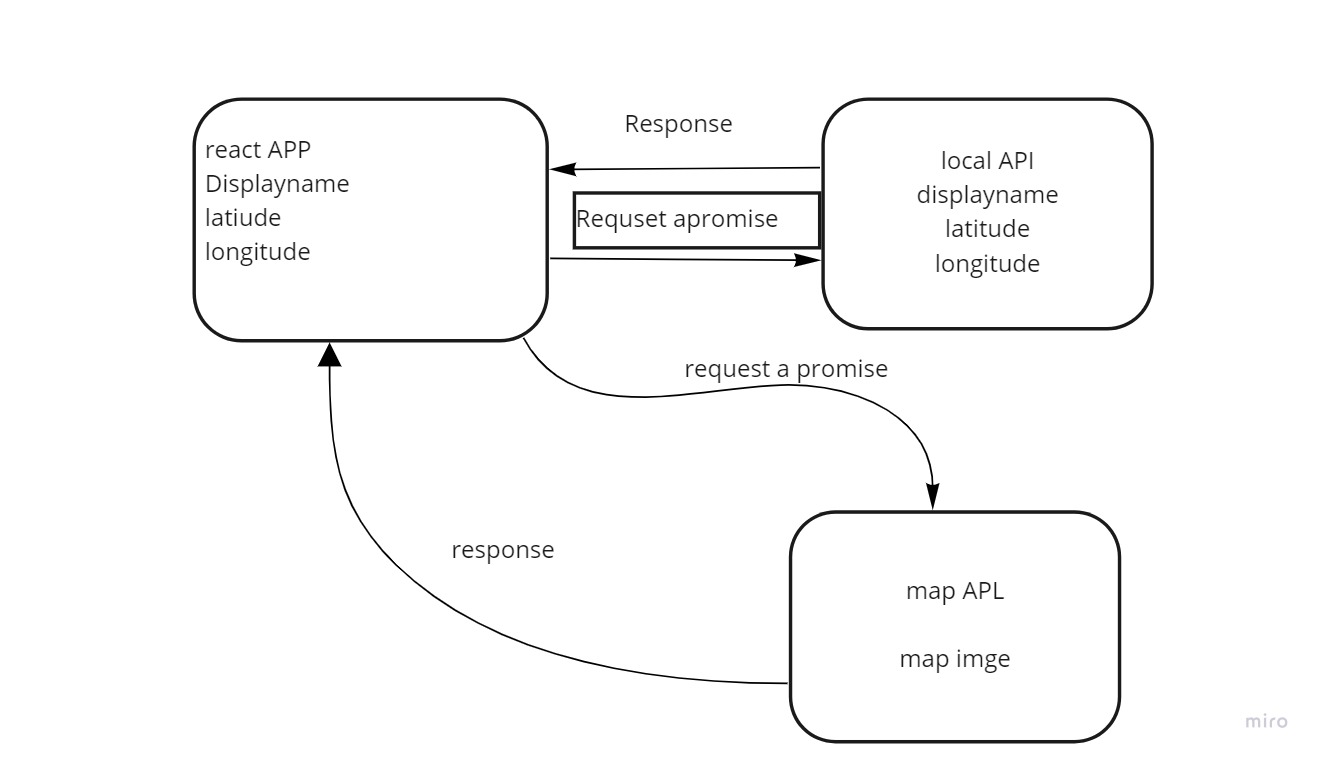 react APP
Displayname
latiude
longitude
Response
Requset apromise
local API
displayname
latitude
longitude
request a promise
response
map APL
map imge
miro